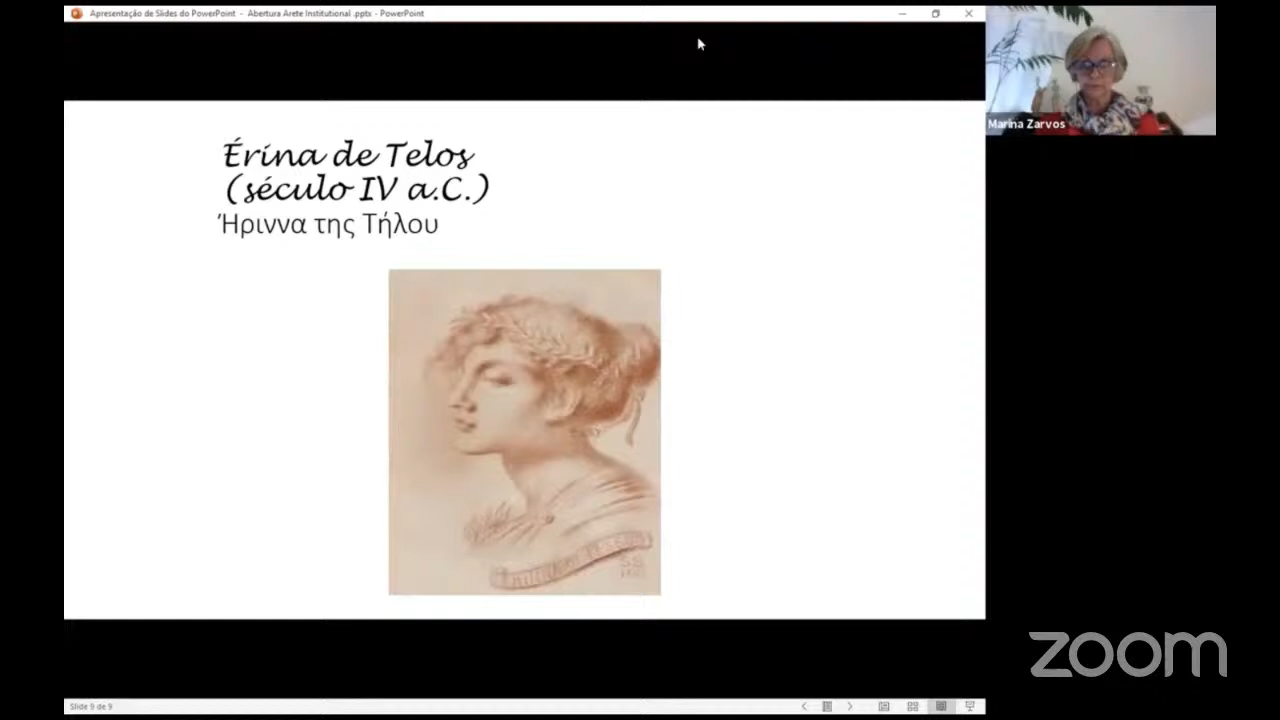 Apresentação de Slides do PowerPoint - Abertura Arete Institutional .pptx - PowerPoint
Marina Zarvos
Érina de Telos
(século IV a.C.)
Ήριννα της Τήλου
zoom
Slide 9 de 9